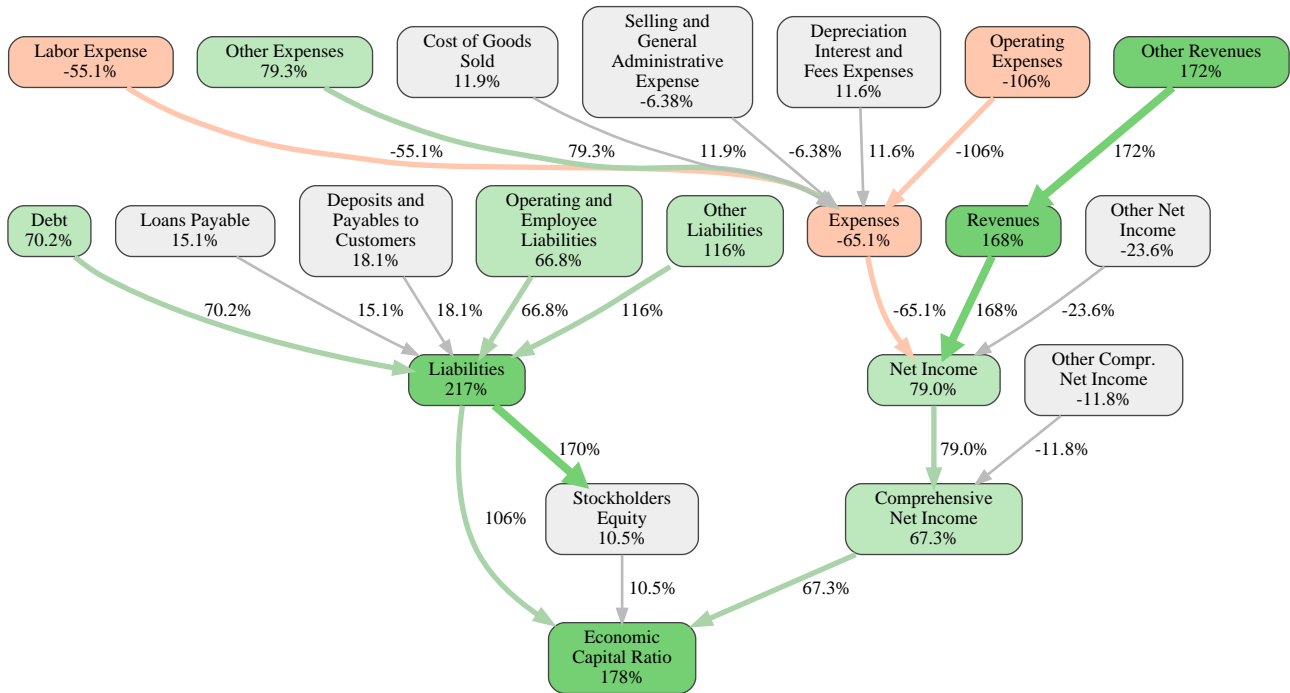 Labor Expense
-55.1%
Other Expenses
79.3%
Cost of Goods
Sold
11.9%
Selling and
General
Administrative
Expense
-6.38%
Depreciation
Interest and
Fees Expenses
11.6%
Operating
Expenses
-106%
Other Revenues
172%
-55.1%
79.3%
11.9%
-6.38%
11.6%
-106%
172%
Debt
70.2%
Loans Payable
15.1%
Deposits and
Payables to
Customers
18.1%
Operating and
Employee
Liabilities
66.8%
Other
Liabilities
116%
Expenses
-65.1%
Revenues
168%
Other Net
Income
-23.6%
70.2%
15.1%
18.1%
66.8%
116%
-65.1%
168%
-23.6%
Liabilities
217%
Net Income
79.0%
Other Compr.
Net Income
-11.8%
170%
79.0%
-11.8%
106%
Stockholders
Equity
10.5%
Comprehensive
Net Income
67.3%
10.5%
67.3%
Economic
Capital Ratio
178%